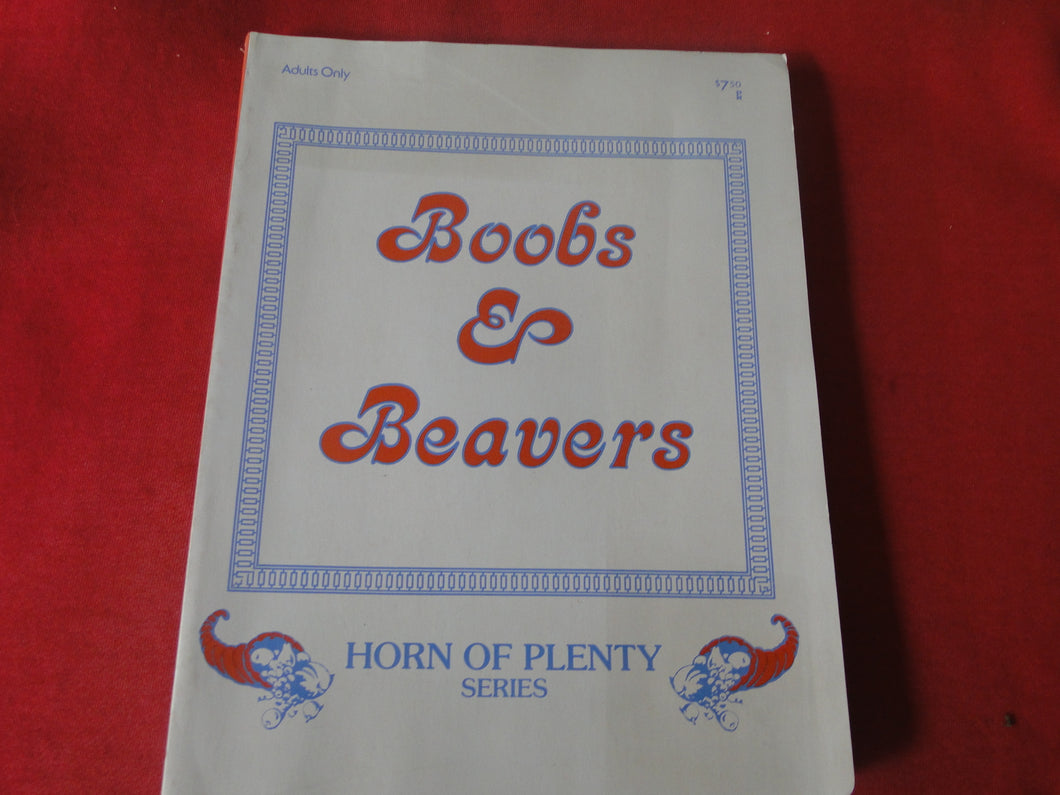 Adults Only
$7.50
Boobs
&
Beavers
HORN OF PLENTY
SERIES